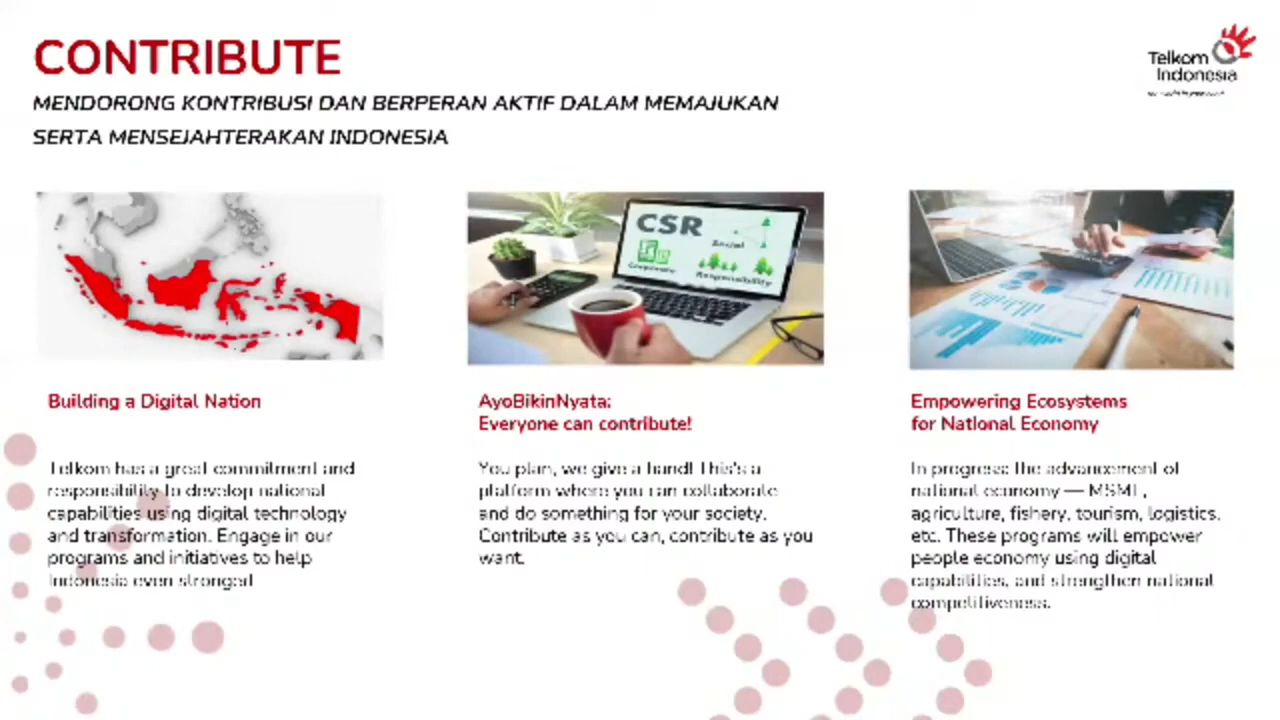 CONTRIBUTE
MENDORONG KONTRIBUSI DAN BERPERAN AKTIF DALAM MEMAJUKAN
SERTA MENSEJAHTERAKAN INDONESIA
Telkom
Indonesia
CSR
Social
Corporate
Responsibility
Building a Digital Nation
Telkom has a great commitment and
responsibility to develop national
capabilities using digital technology
and transformation. Engage in our
programs and initiatives to help
Indonesia even stronged
AyoBikinNyata:
Everyone can contribute!
You plan, we give a hand! This's a
platform where you can collaborate
and do something for your society.
Contribute as you can, contribute as you
want.
Empowering Ecosystems
for National Economy
In progress the advancement of
national economy — MSME,
agriculture, fishery, tourism, logistics,
etc. These programs will empower
people economy using digital
capabilities, and strengthen national
competitiveness.